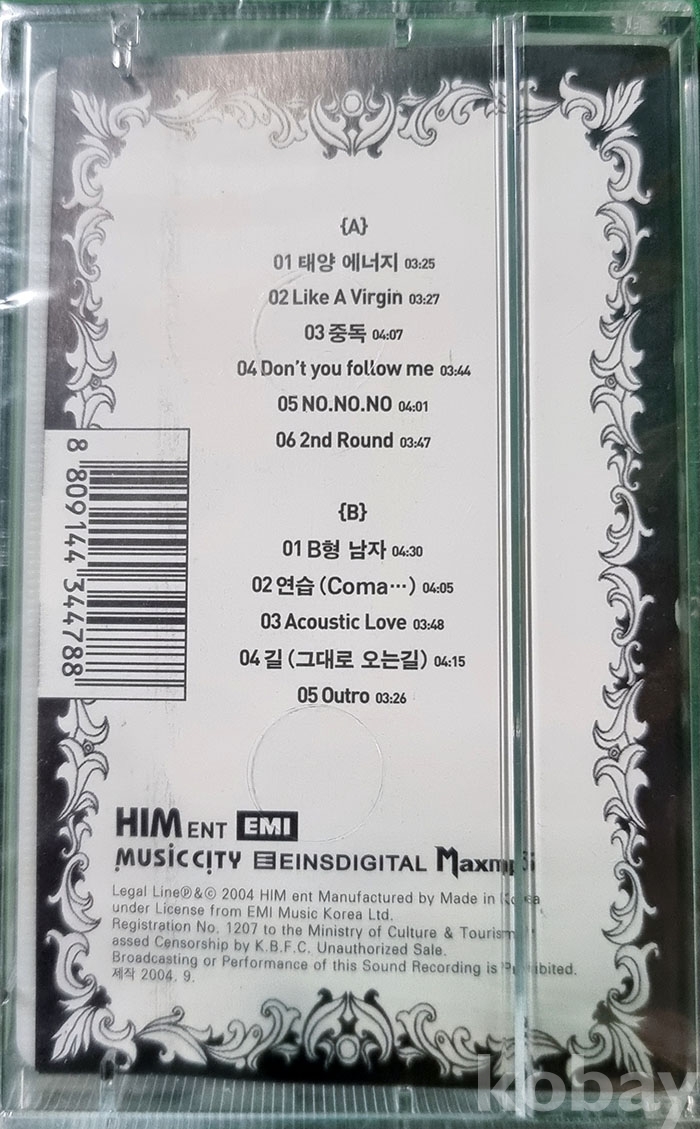 {A}
01 태양 에너지 03:25
02 Like A Virgin 03:27
03 중독 04:07
04 Don't you follow me 03:44
05 NO.NO.NO 04:01
06 2nd Round 03:47
{B}
01 B형 남자 04:30
02 연습 (Coma…) 04:05
03 Acoustic Love 03:48
04 길 (그대로 오는길) 04:15
05 Outro 03:26
8 809144 344788
HIM ENT EMI
MUSICCITY EINSDIGITAL
Legal Line℗&© 2004 HIM ent Manufactured by Made in Korea
under License from EMI Music Korea Ltd.
Registration No. 1207 to the Ministry of Culture & Tourism
assed Censorship by K.B.F.C. Unauthorized Sale.
Broadcasting or Performance of this Sound Recording is Prohibited.
제작 2004. 9.
kobay